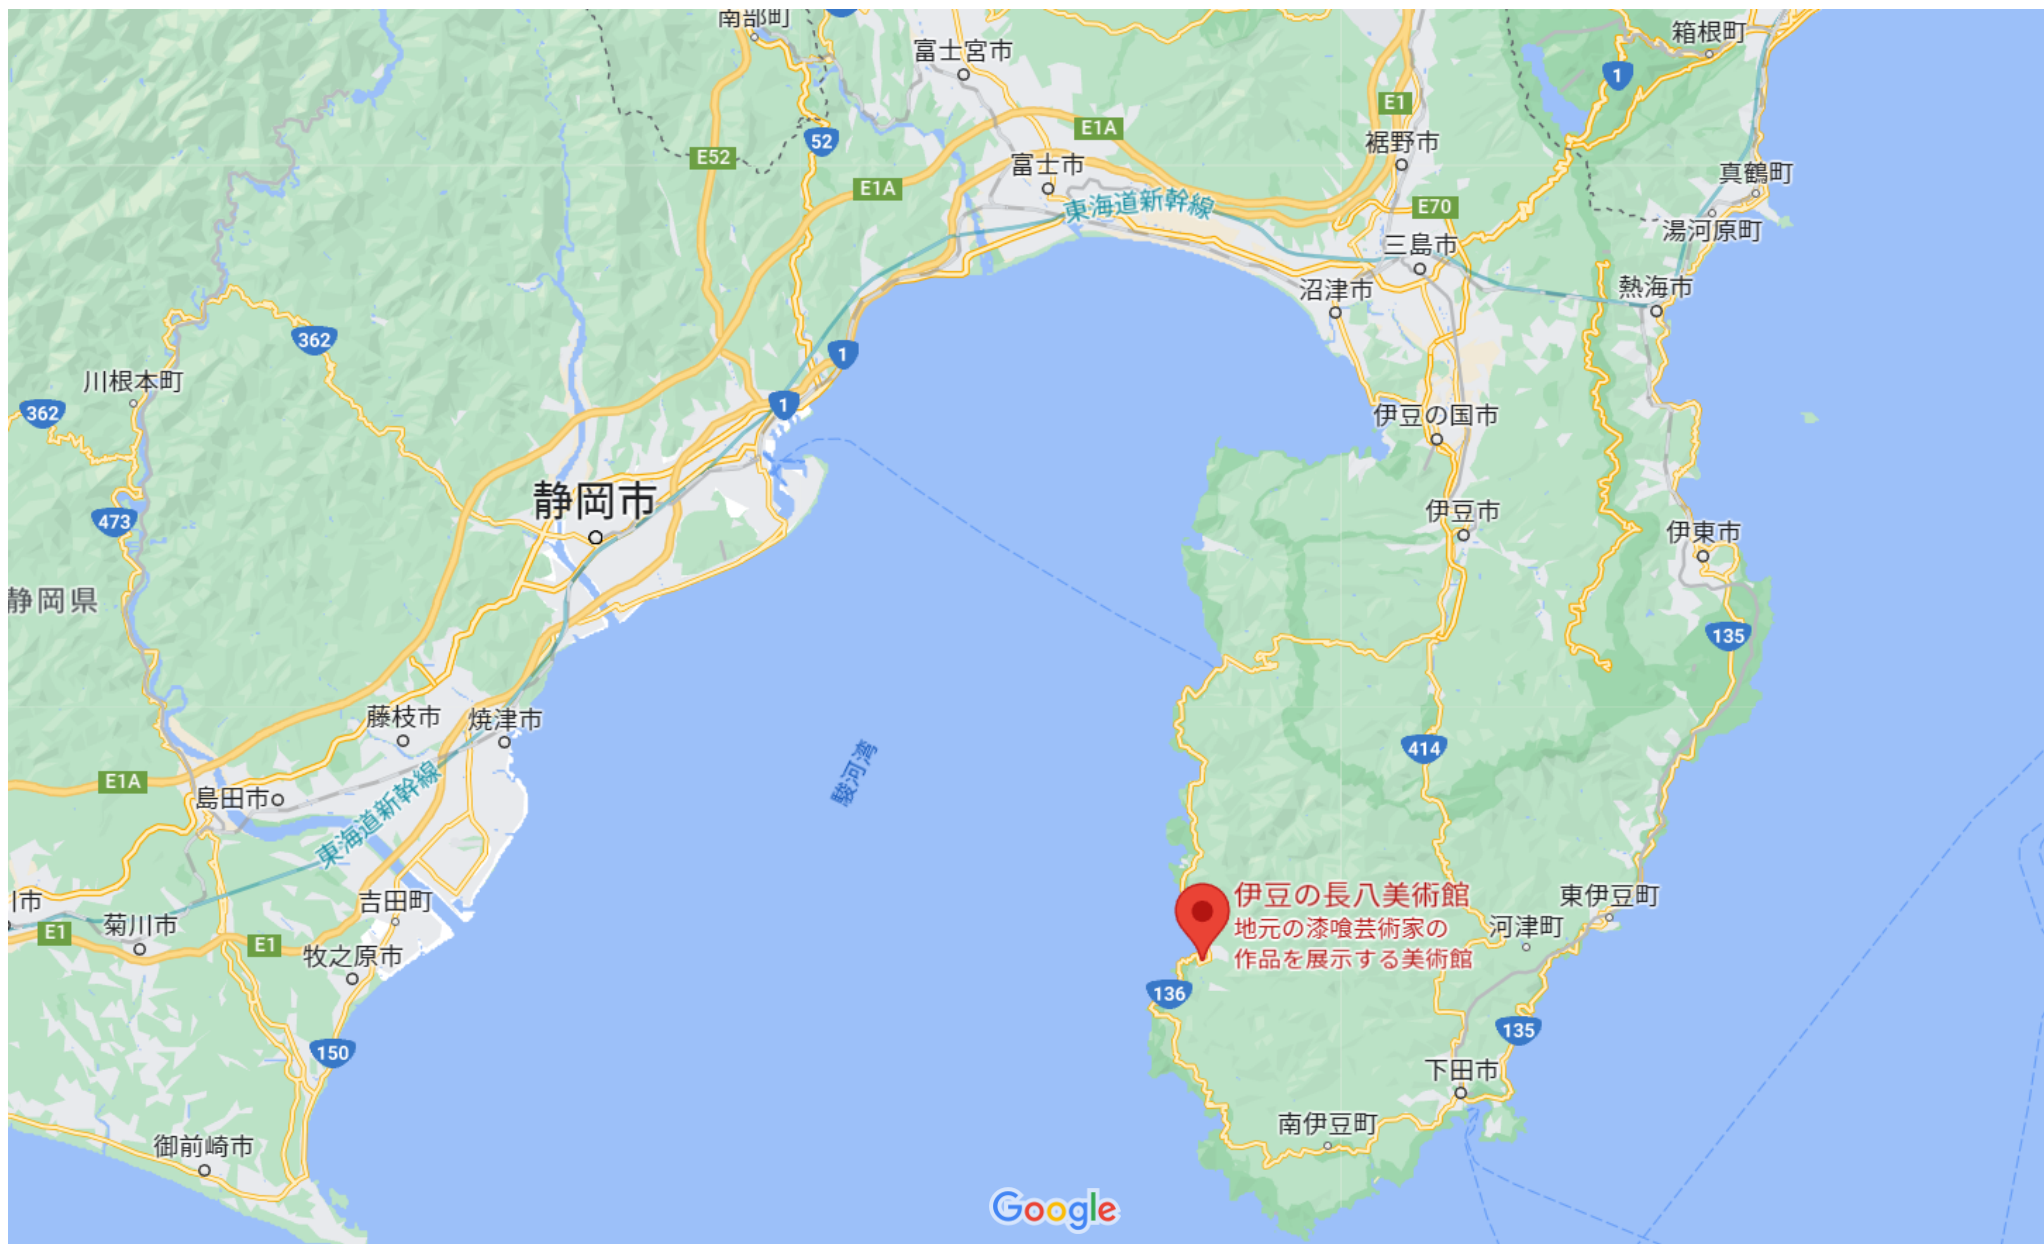 南部町
富士宮市
箱根町
1
E1
E1A
52
裾野市
E52
富士市
真鶴町
E1A
東海道新幹線
E70
湯河原町
三島市
沼津市
熱海市
362
1
川根本町
362
1
伊豆の国市
静岡市
473
伊豆市
伊東市
静岡県
135
藤枝市
焼津市
414
駿河湾
E1A
島田市
東海道新幹線
伊豆の長八美術館
地元の漆喰芸術家の
作品を展示する美術館
東伊豆町
川市
吉田町
菊川市
河津町
E1
E1
牧之原市
136
135
150
下田市
南伊豆町
御前崎市
Google